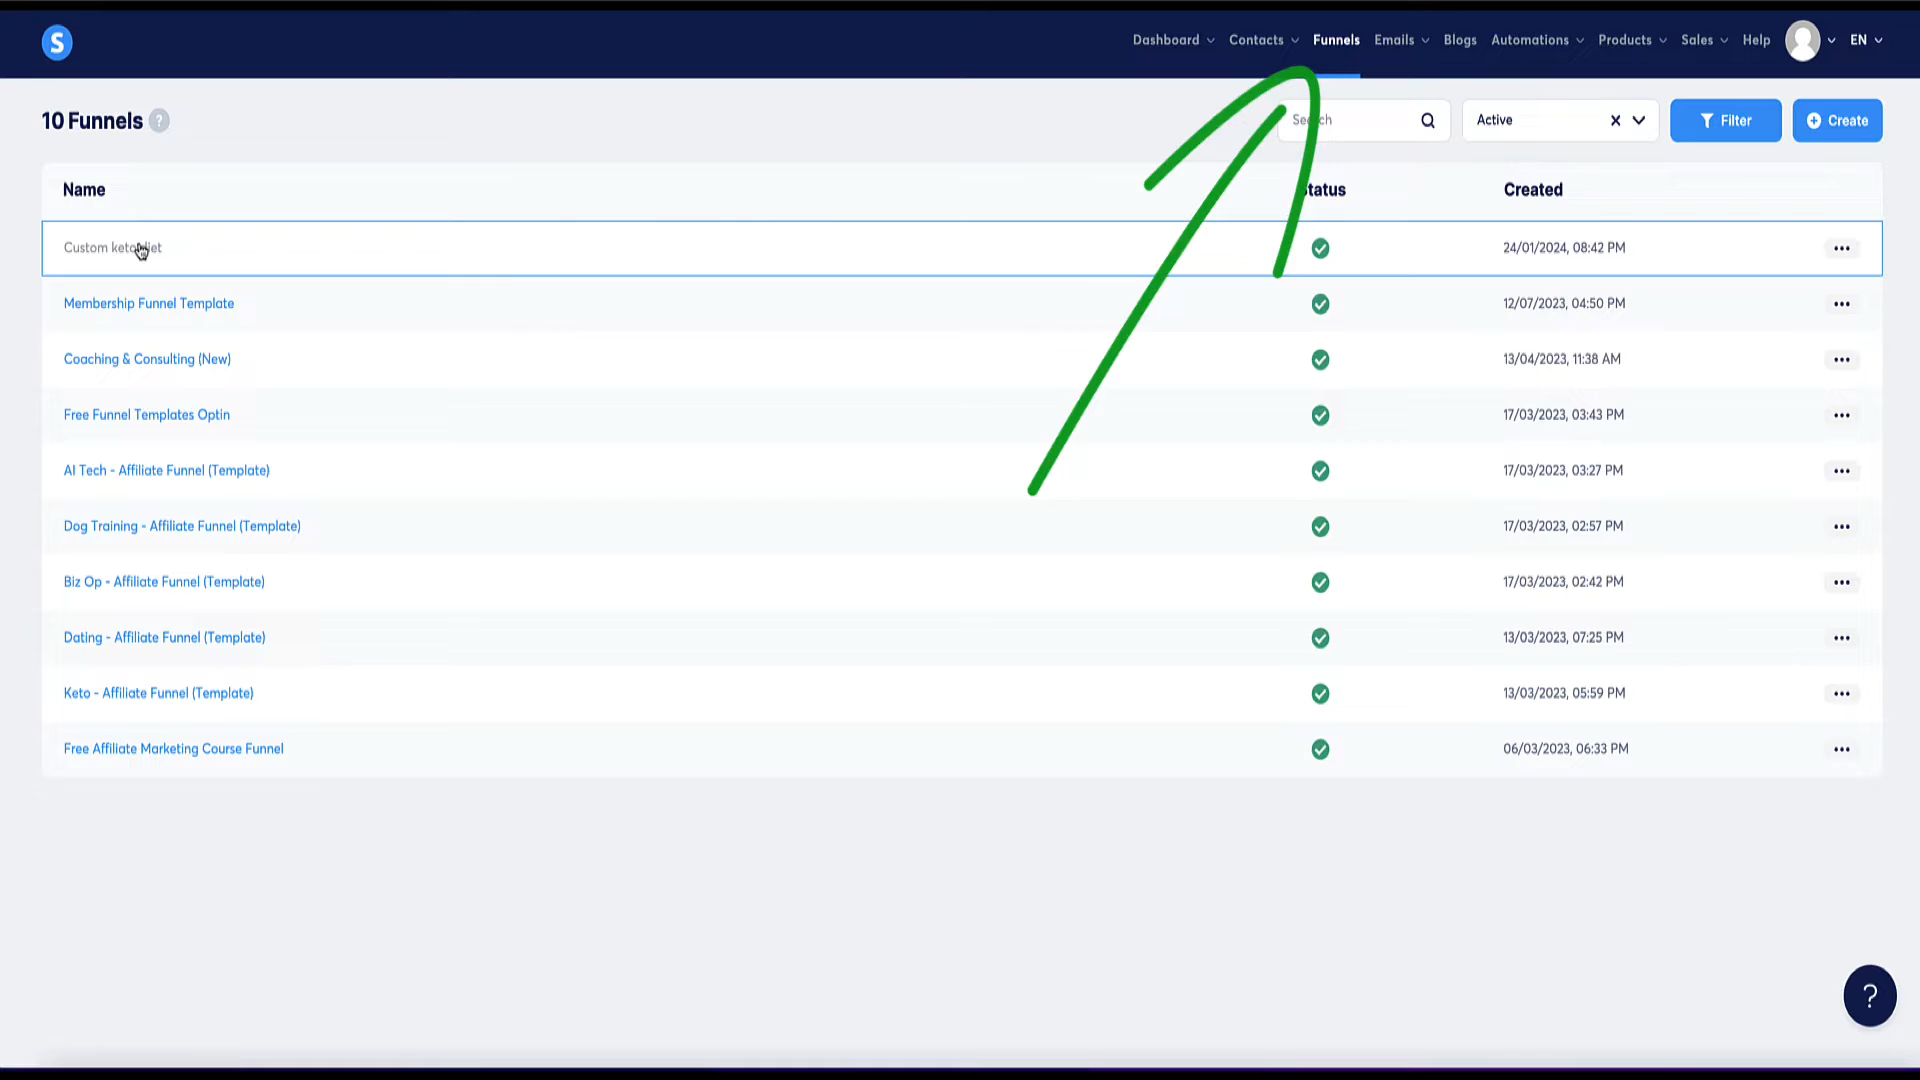 S
Dashboard Contacts Funnels Emails Blogs Automations Products Sales Help EN
10 Funnels ?
Active
Filter
Create
Name
Created
Custom
24/01/2024, 08:42 PM
Membership Funnel Template
12/07/2023, 04:50 PM
Coaching & Consulting (New)
13/04/2023, 11:38 AM
Free Funnel Templates Optin
17/03/2023, 03:43 PM
AI Tech - Affiliate Funnel (Template)
17/03/2023, 03:27 PM
Dog Training - Affiliate Funnel (Template)
17/03/2023, 02:57 PM
Biz Op - Affiliate Funnel (Template)
17/03/2023, 02:42 PM
Dating - Affiliate Funnel (Template)
13/03/2023, 07:25 PM
Keto - Affiliate Funnel (Template)
13/03/2023, 05:59 PM
Free Affiliate Marketing Course Funnel
06/03/2023, 06:33 PM
?